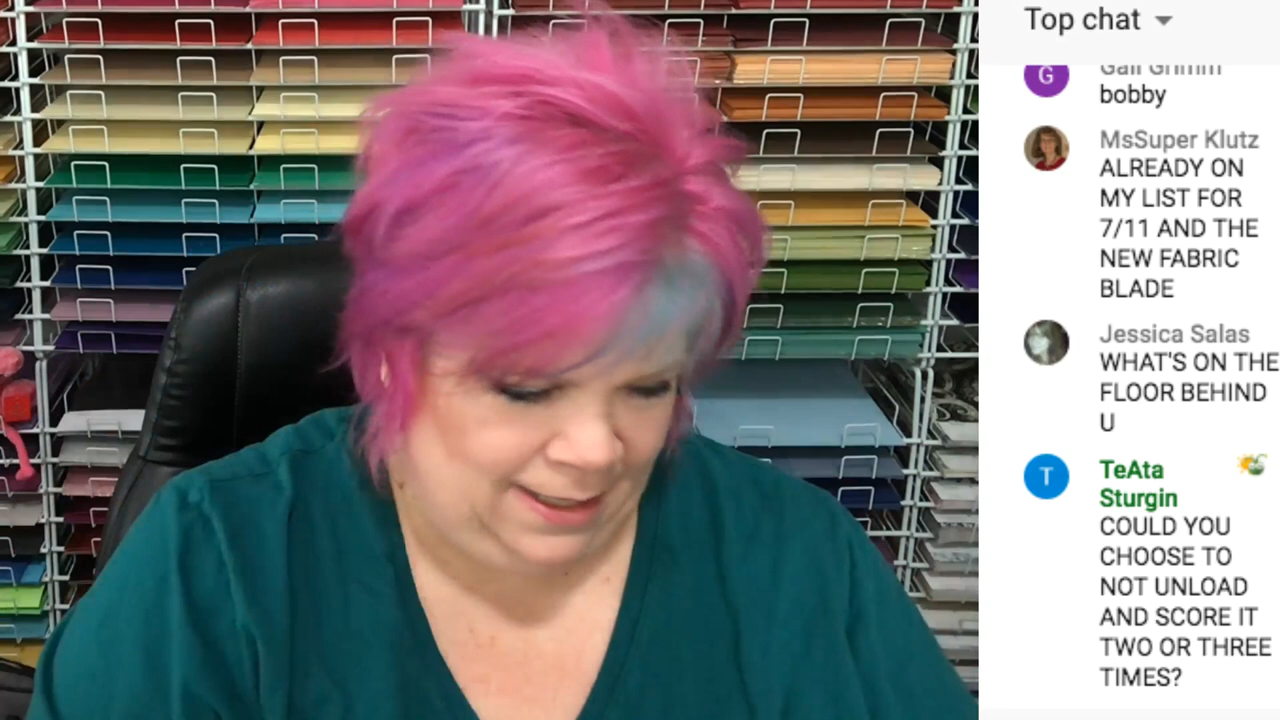 Top chat
G
Gail Grimm
bobby
MsSuper Klutz
ALREADY ON
MY LIST FOR
7/11 AND THE
NEW FABRIC
BLADE
Jessica Salas
WHAT'S ON THE
FLOOR BEHIND
U
T
TeAta
Sturgin
COULD YOU
CHOOSE TO
NOT UNLOAD
AND SCORE IT
TWO OR THREE
TIMES?